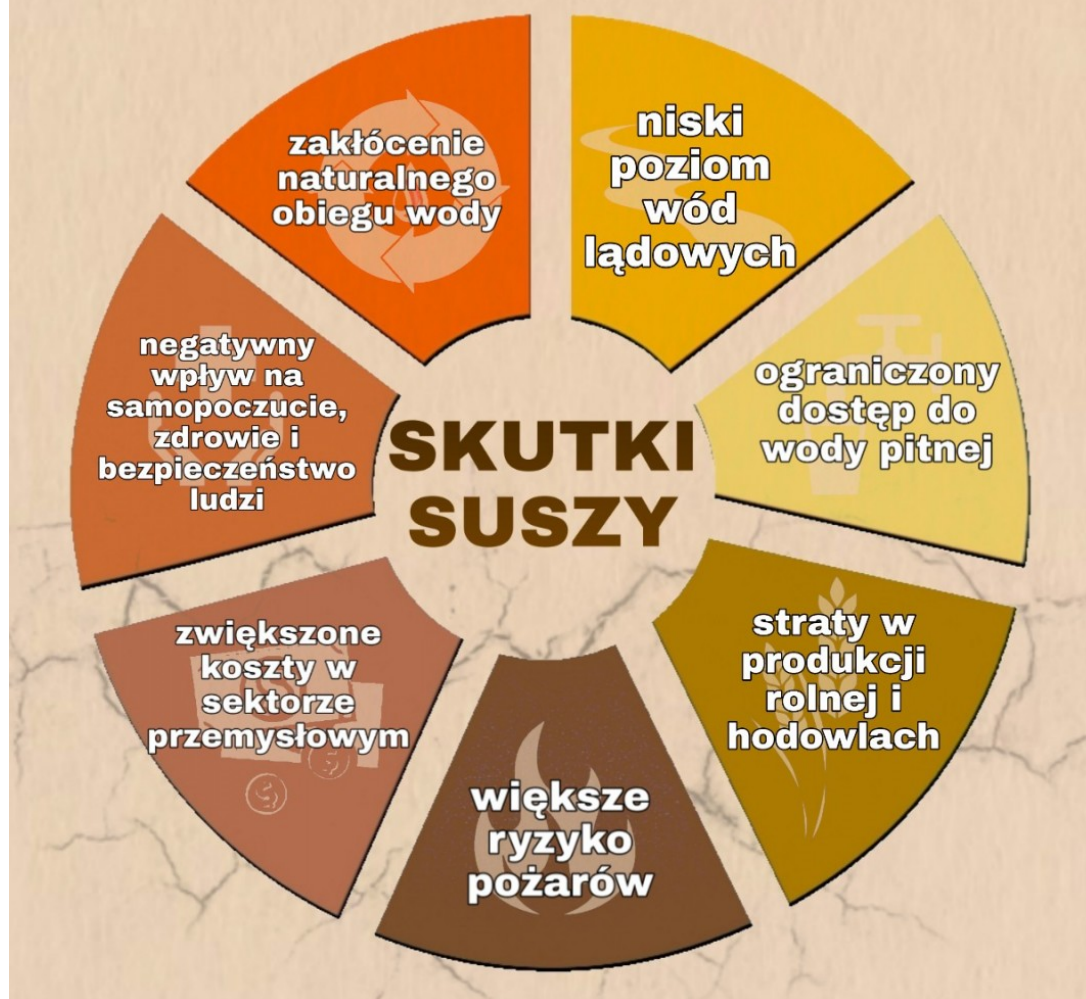 SKUTKI
SUSZY
niski
poziom
wód
lądowych
ograniczony
dostęp do
wody pitnej
straty w
produkcji
rolnej i
hodowlach
większe
ryzyko
pożarów
zwiększone
koszty w
sektorze
przemysłowym
negatywny
wpływ na
samopoczucie,
zdrowie i
bezpieczeństwo
ludzi
zakłócenie
naturalnego
obiegu wody